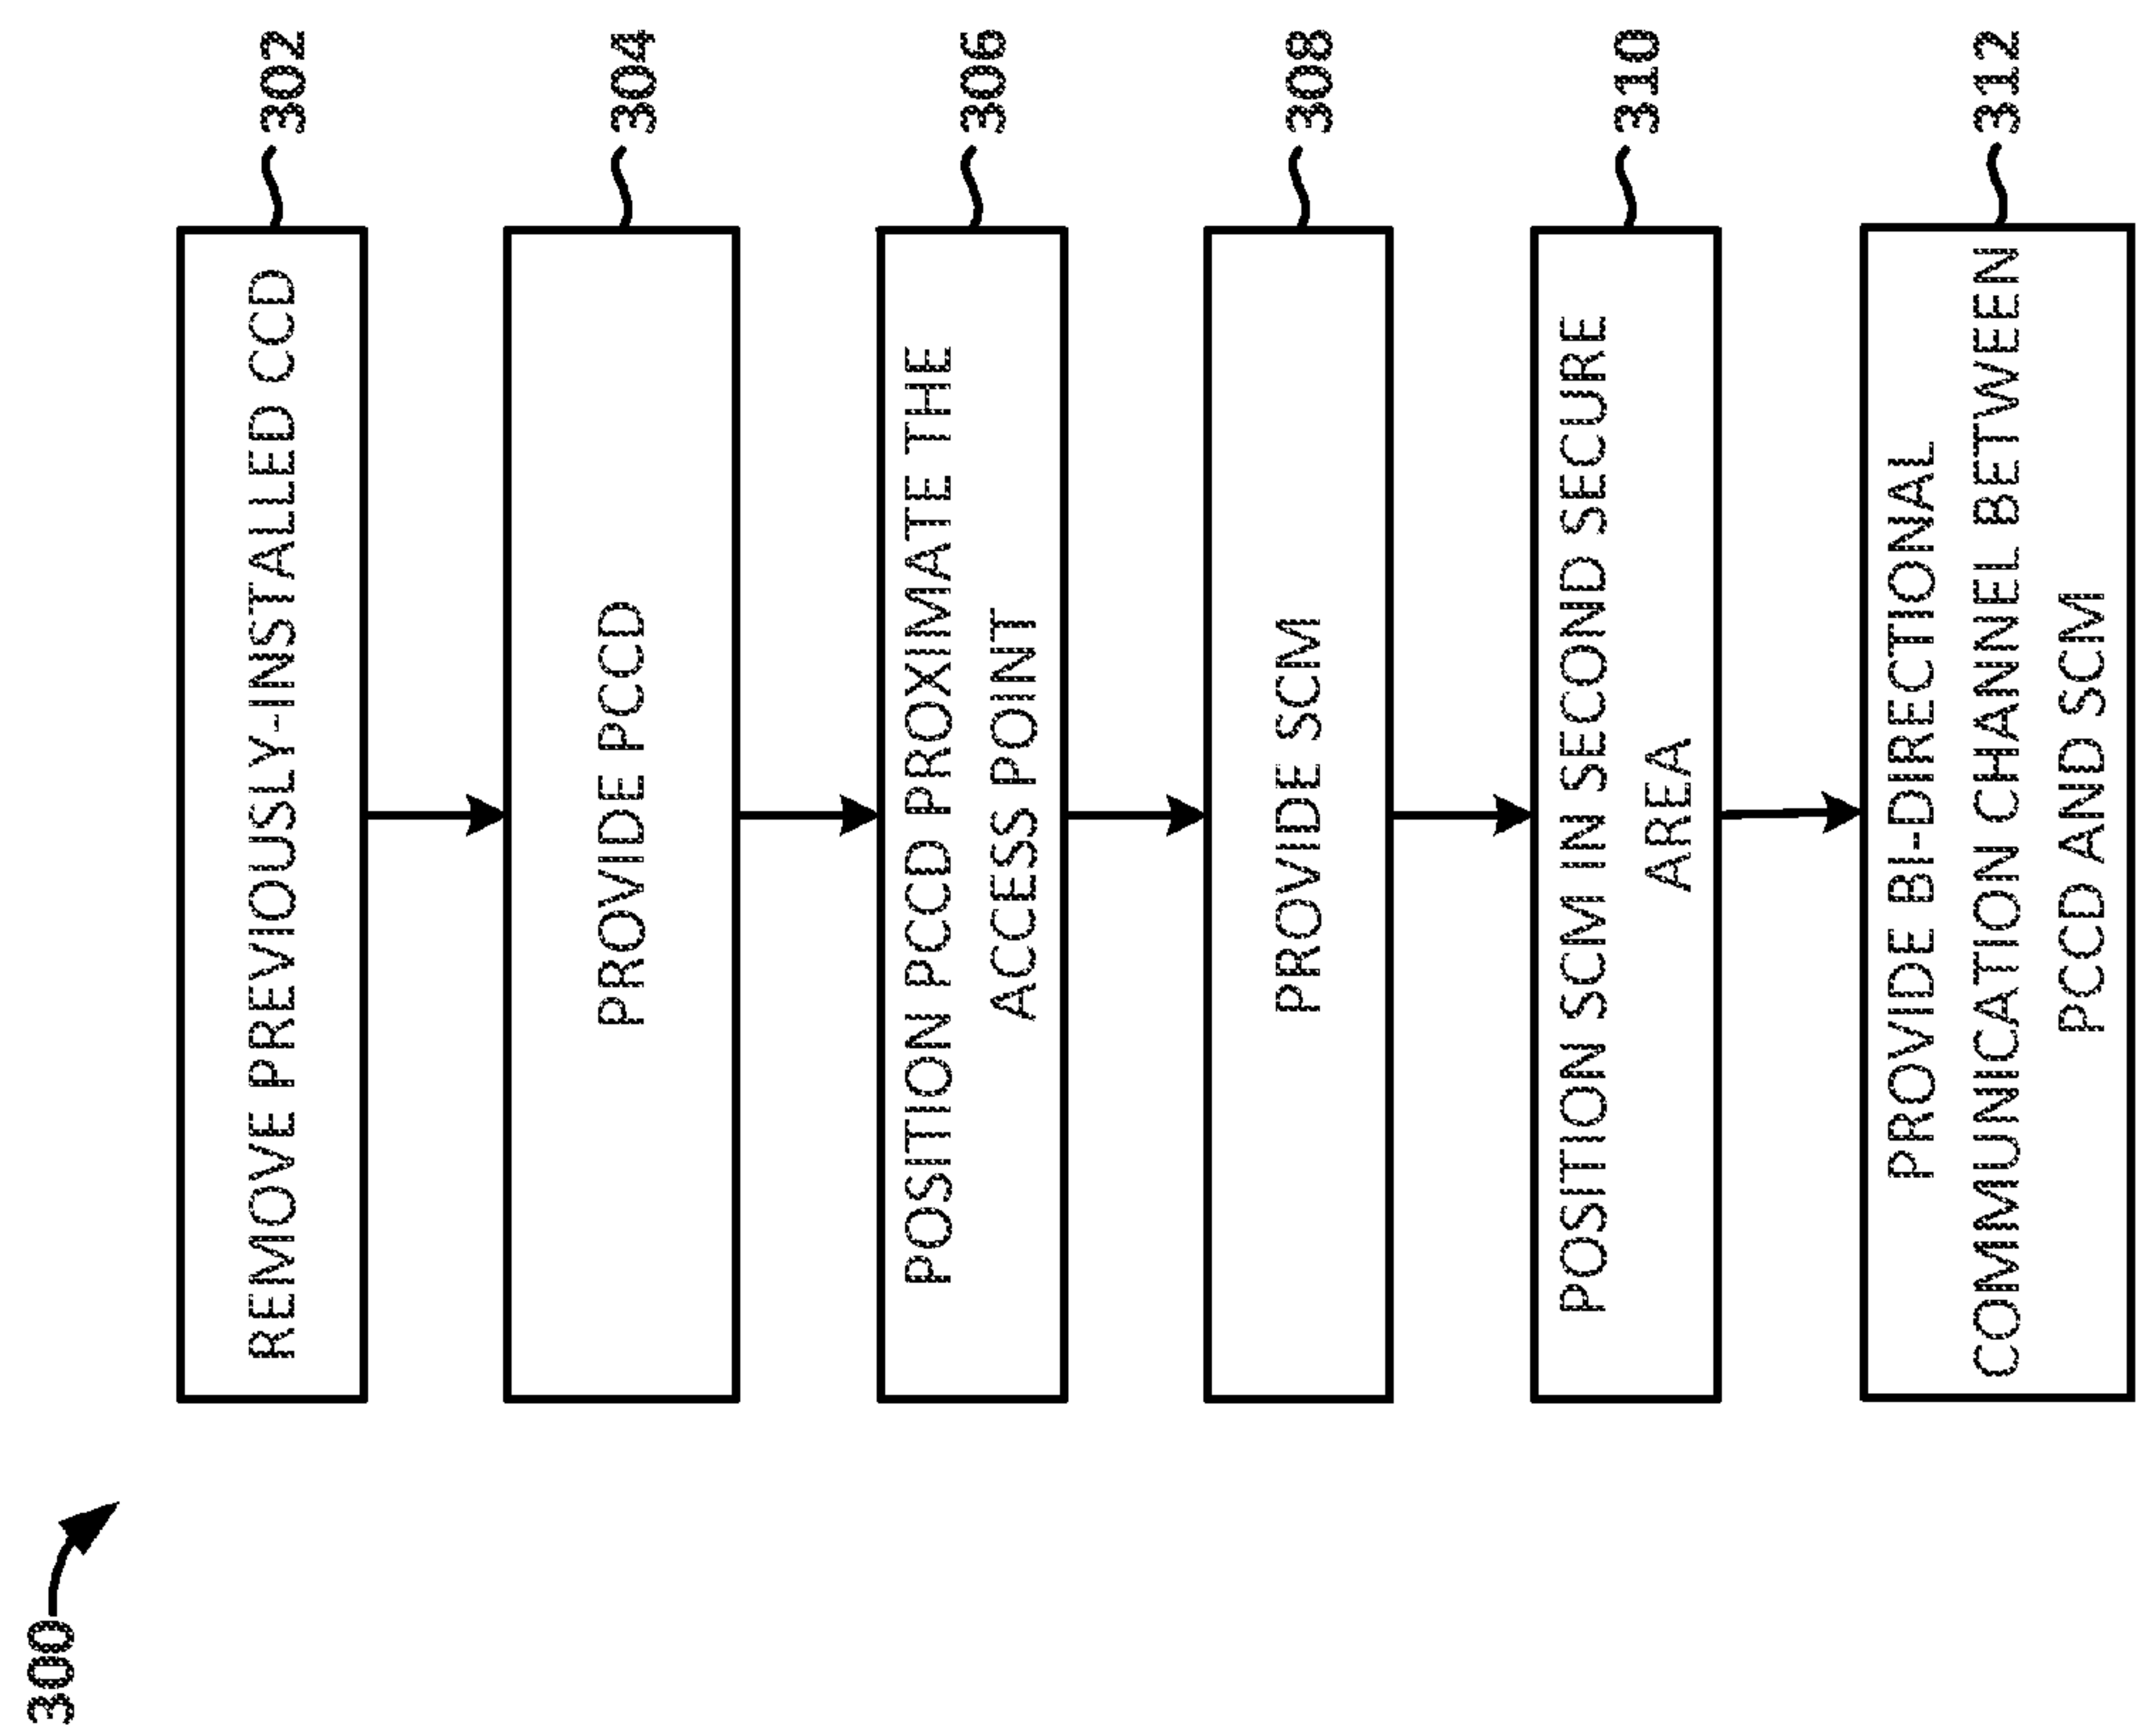 300
REMOVE PREVIOUSLY-INSTALLED CCD
302
PROVIDE PCCD
304
POSITION PCCD PROXIMATE THE
ACCESS POINT
306
PROVIDE SCM
308
POSITION SCM IN SECOND SECURE
AREA
310
PROVIDE BI-DIRECTIONAL
COMMUNICATION CHANNEL BETWEEN
PCCD AND SCM
312